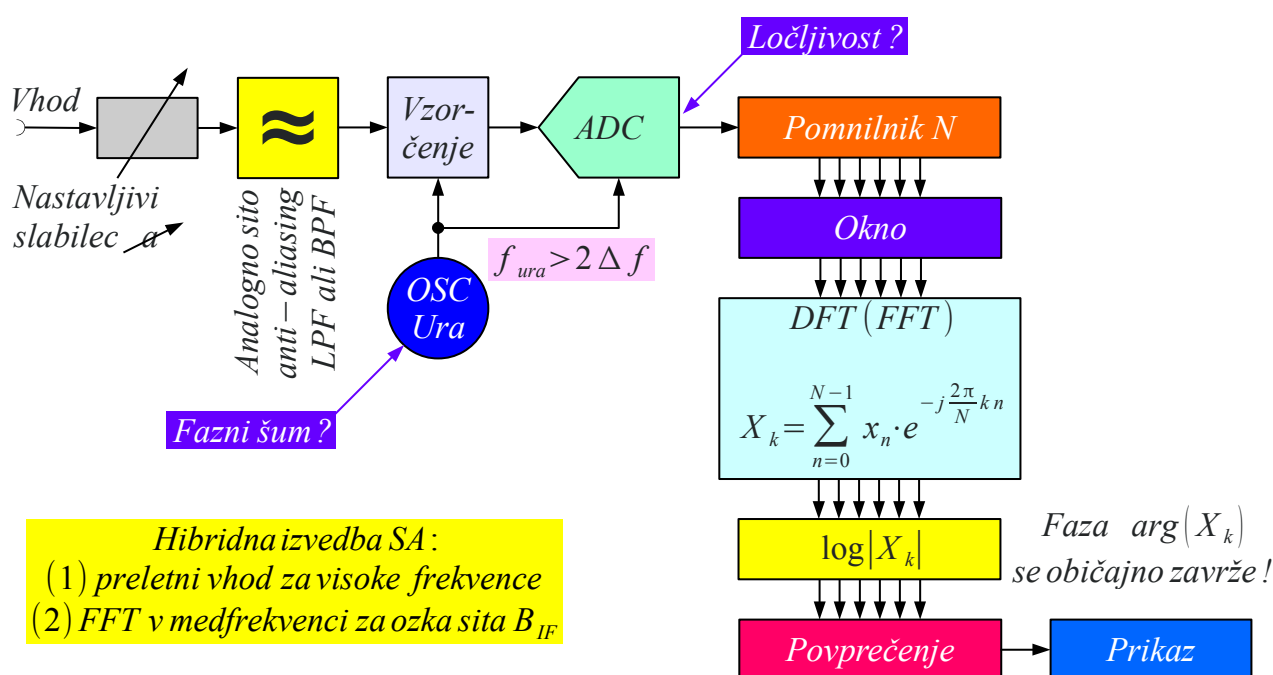 Ločljivost ?
Vhod
Nastavljivi
slabilec a
≈
Analogno sito
anti−aliasing
LPF ali BPF
Vzor-
čenje
ADC
f ura > 2 Δ f
OSC
Ura
Fazni šum ?
Pomnilnik N
Okno
DFT (FFT)
X_k = ∑_{n=0}^{N−1} x_n · e^{−j \frac{2π}{N} k n}
log|X_k|
Faza arg(X_k)
se običajno zavrže !
Povprečenje
Prikaz
Hibridna izvedba SA :
(1) preletni vhod za visoke frekvence
(2) FFT v medfrekvenci za ozka sita B_IF